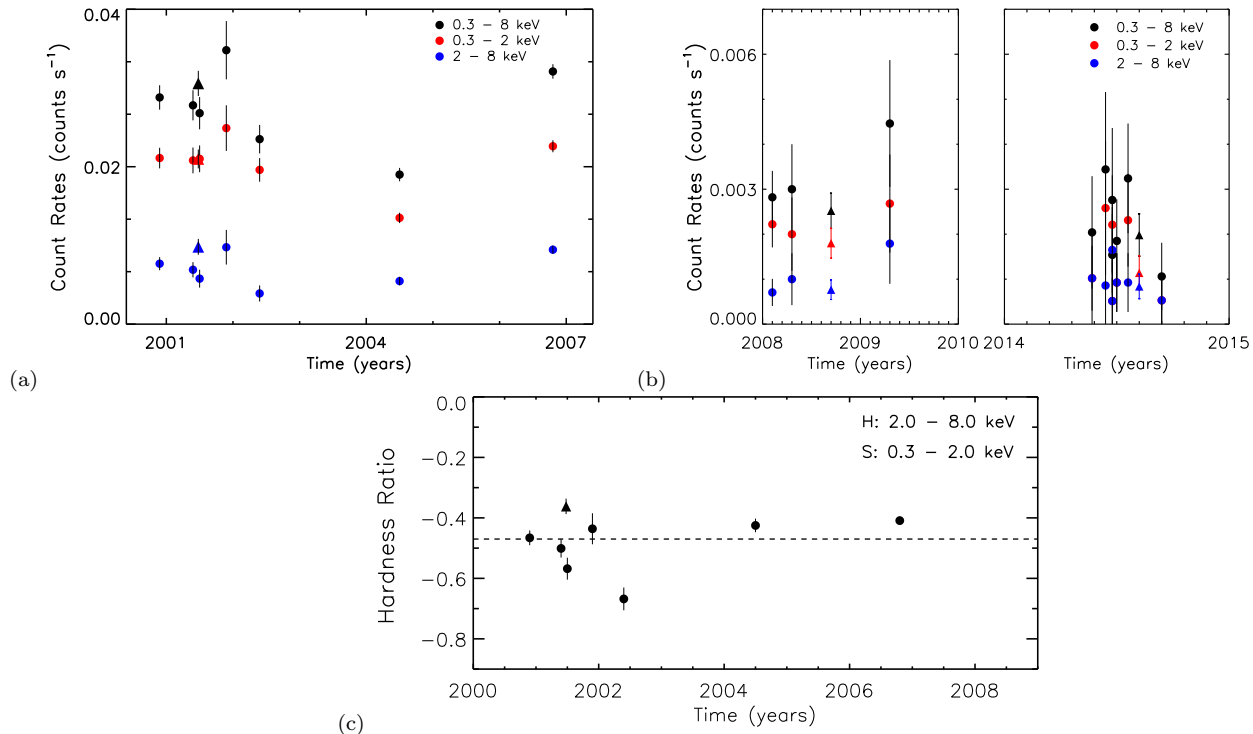 0.04
0.02
0.00
Count Rates (counts s⁻¹)
0.3 – 8 keV
0.3 – 2 keV
2 – 8 keV
2001 2004 2007
Time (years)
(a)
0.006
0.003
0.000
Count Rates (counts s⁻¹)
0.3 – 8 keV
0.3 – 2 keV
2 – 8 keV
2008 2009 2010 2014 2015
Time (years) Time (years)
(b)
0.0
−0.2
−0.4
−0.6
−0.8
Hardness Ratio
H: 2.0 – 8.0 keV
S: 0.3 – 2.0 keV
2000 2002 2004 2006 2008
Time (years)
(c)